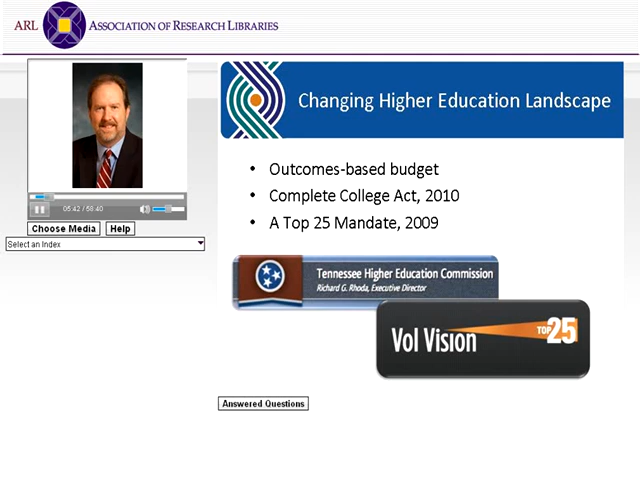 ARL ASSOCIATION OF RESEARCH LIBRARIES
05:42 / 58:40
Choose Media Help
Select an Index
Changing Higher Education Landscape
• Outcomes-based budget
• Complete College Act, 2010
• A Top 25 Mandate, 2009
Tennessee Higher Education Commission
Richard G. Rhoda, Executive Director
Vol Vision TOP 25
Answered Questions